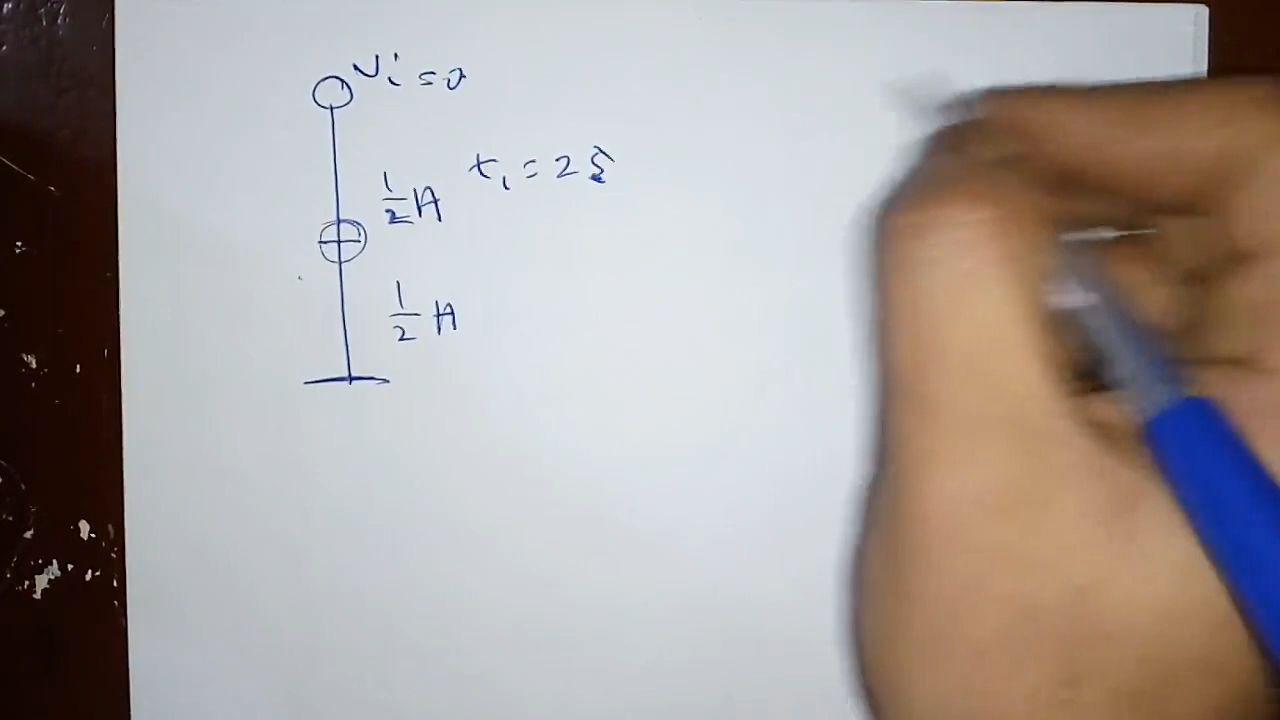 Vi = 0
1/2 H
t₁ = 2 s
1/2 H